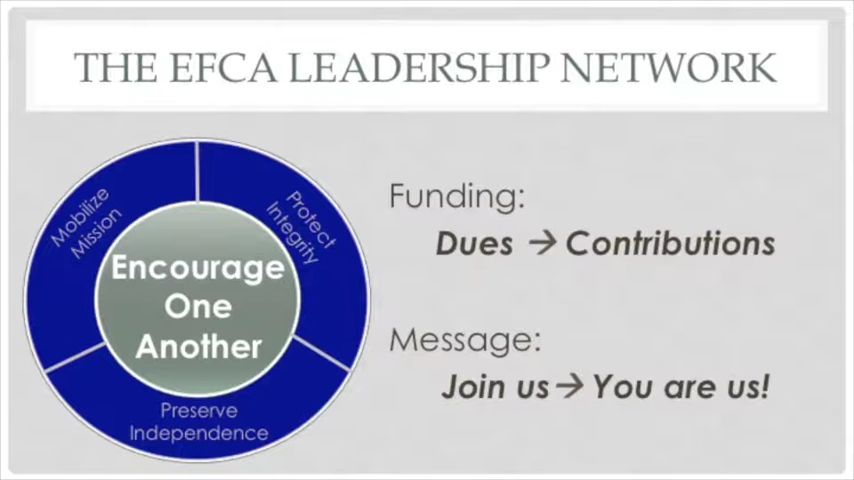 THE EFCA LEADERSHIP NETWORK
Mobilize
Mission
Protect
Integrity
Encourage
One
Another
Preserve
Independence
Funding:
Dues → Contributions
Message:
Join us → You are us!